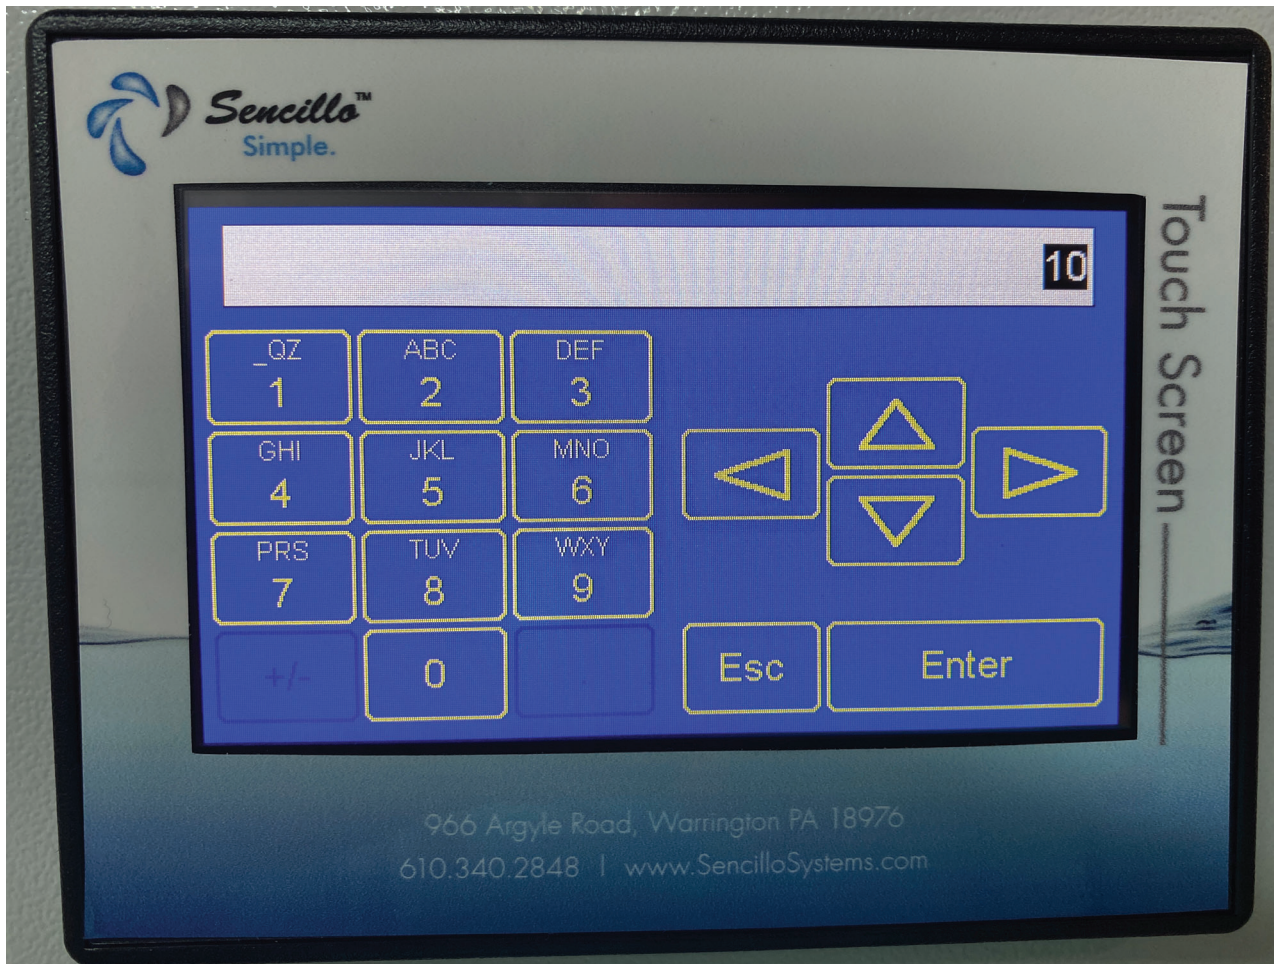 Sencillo™
Simple.
Touch Screen
10
_QZ ABC DEF
1 2 3
GHI JKL MNO
4 5 6
PRS TUV WXY
7 8 9
+/- 0 .
Esc Enter
966 Argyle Road, Warrington PA 18976
610.340.2848 | www.SencilloSystems.com